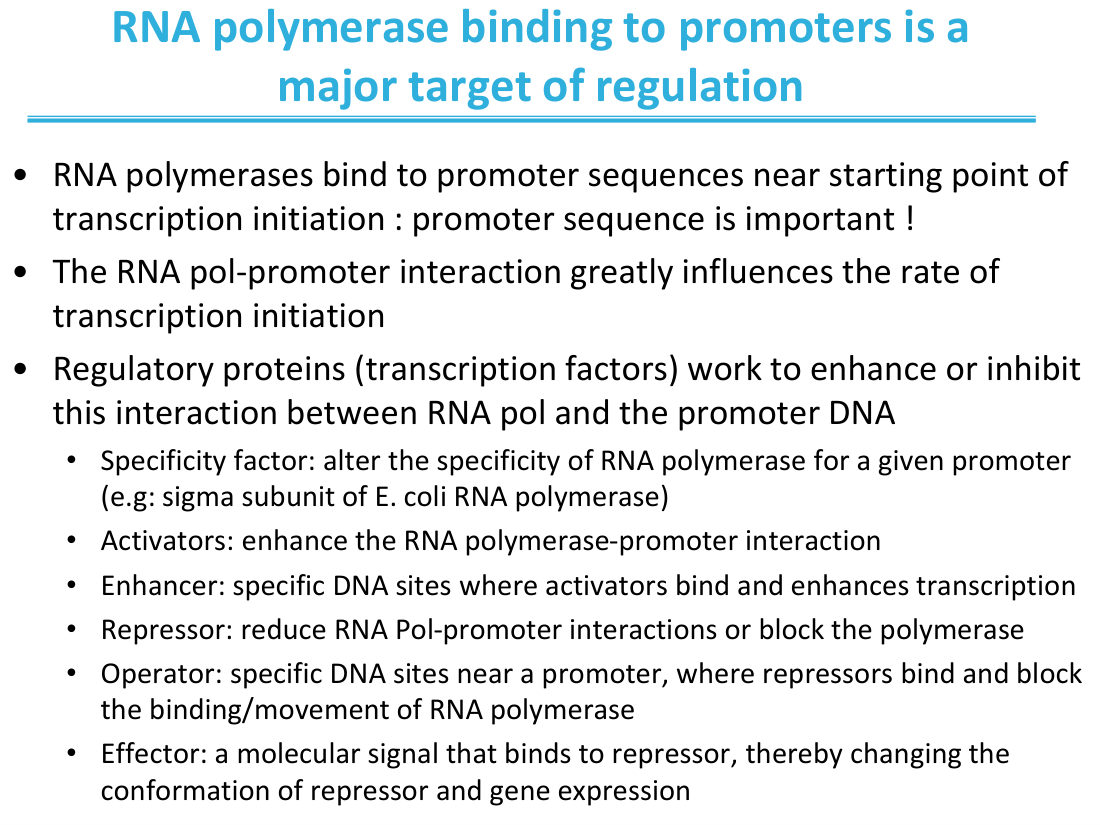 RNA polymerase binding to promoters is a
major target of regulation
• RNA polymerases bind to promoter sequences near starting point of
transcription initiation : promoter sequence is important !
• The RNA pol-promoter interaction greatly influences the rate of
transcription initiation
• Regulatory proteins (transcription factors) work to enhance or inhibit
this interaction between RNA pol and the promoter DNA
• Specificity factor: alter the specificity of RNA polymerase for a given promoter
(e.g: sigma subunit of E. coli RNA polymerase)
• Activators: enhance the RNA polymerase-promoter interaction
• Enhancer: specific DNA sites where activators bind and enhances transcription
• Repressor: reduce RNA Pol-promoter interactions or block the polymerase
• Operator: specific DNA sites near a promoter, where repressors bind and block
the binding/movement of RNA polymerase
• Effector: a molecular signal that binds to repressor, thereby changing the
conformation of repressor and gene expression